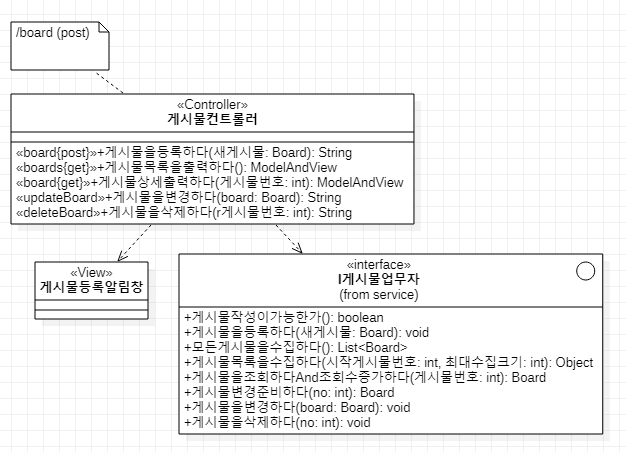 /board (post)
«Controller»
게시물컨트롤러
«board{post}»+게시물을등록하다(새게시물: Board): String
«boards{get}»+게시물목록을출력하다(): ModelAndView
«board{get}»+게시물상세출력하다(게시물번호: int): ModelAndView
«updateBoard»+게시물을변경하다(board: Board): String
«deleteBoard»+게시물을삭제하다(r게시물번호: int): String
«View»
게시물등록알림창
«interface»
I게시물업무자
(from service)
+게시물작성이가능한가(): boolean
+게시물을등록하다(새게시물: Board): void
+모든게시물을수집하다(): List<Board>
+게시물목록을수집하다(시작게시물번호: int, 최대수집크기: int): Object
+게시물을조회하다And조회수증가하다(게시물번호: int): Board
+게시물변경준비하다(no: int): Board
+게시물을변경하다(board: Board): void
+게시물을삭제하다(no: int): void